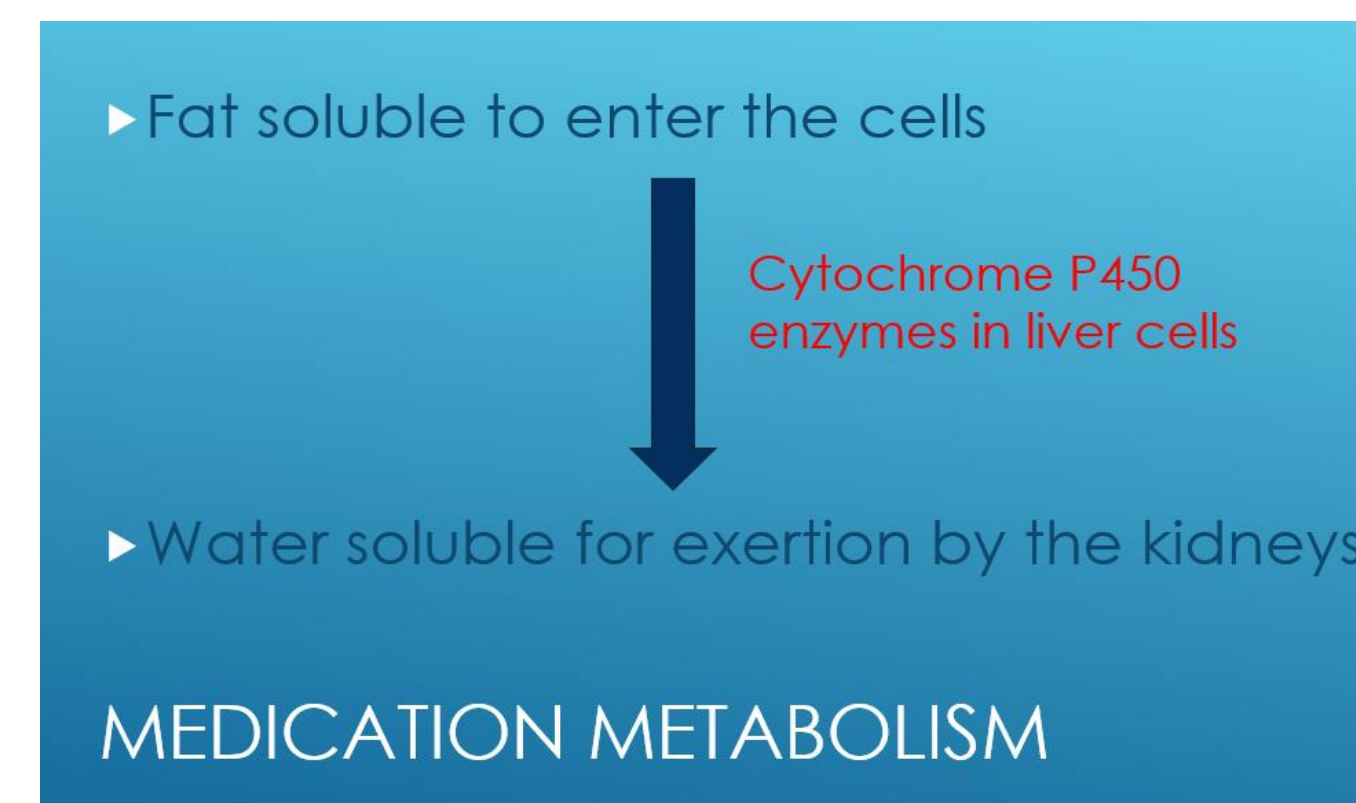 Fat soluble to enter the cells
Cytochrome P450
enzymes in liver cells
Water soluble for exertion by the kidneys
MEDICATION METABOLISM